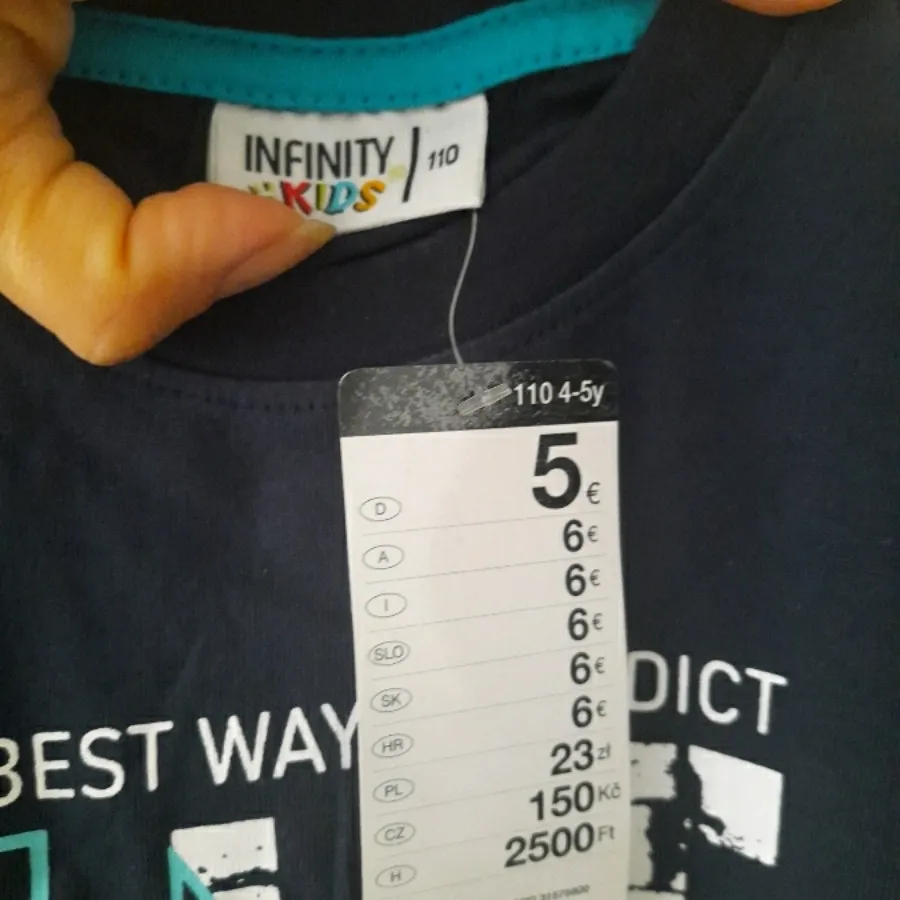 INFINITY
KIDS
110
110 4-5y
D 5€
A 6€
I 6€
SLO 6€
SK 6€
HR 6€
PL 23zł
CZ 150Kč
H 2500Ft
BEST WAY
DICT